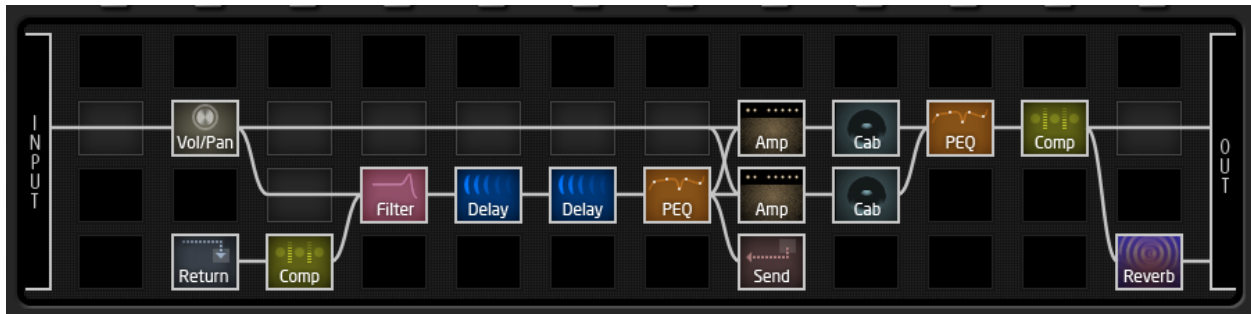 INPUT
Vol/Pan
Amp
Cab
PEQ
Comp
OUT
Filter
Delay
Delay
PEQ
Amp
Cab
Return
Comp
Send
Reverb